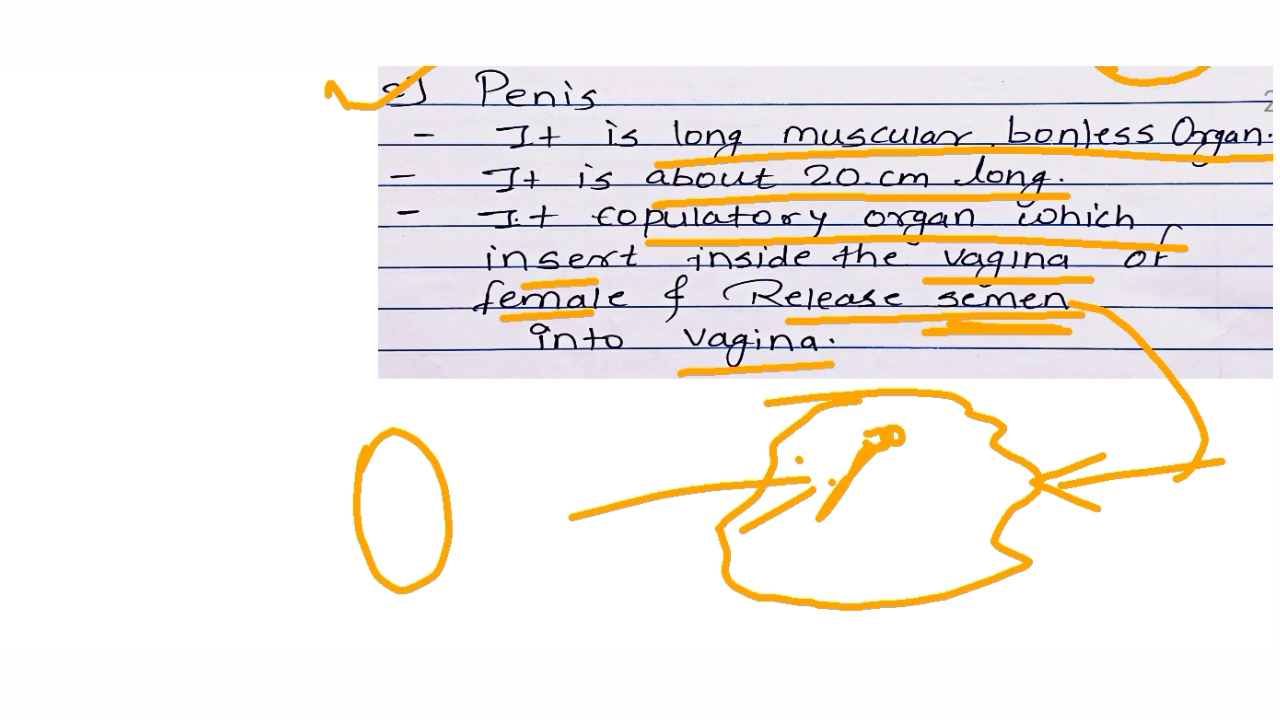 e) Penis
- It is long muscular bonless Organ.
- It is about 20 cm long.
- It copulatory organ which
insert inside the vagina of
female & Release semen
into vagina.